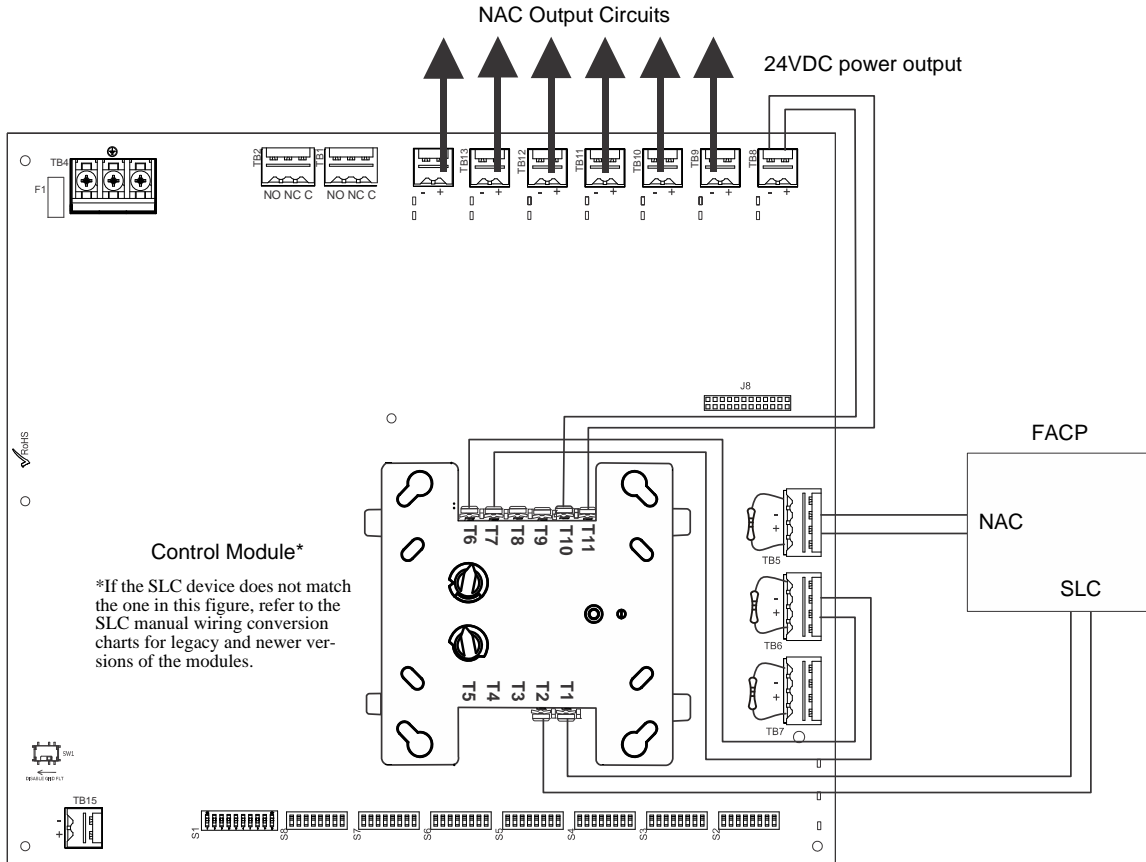 NAC Output Circuits
24VDC power output
TB4
F1
TB2
TB1
NO NC C
NO NC C
TB13
TB12
TB11
TB10
TB9
TB8
- +
- +
- +
- +
- +
- +
- +
J8
RoHS
FACP
NAC
SLC
T6
T7
T8
T9
T10
T11
T5
T4
T3
T2
T1
Control Module*
*If the SLC device does not match
the one in this figure, refer to the
SLC manual wiring conversion
charts for legacy and newer ver-
sions of the modules.
- +
TB5
- +
TB6
- +
TB7
SW1
DISABLE GND FLT
TB15
- +
S1
S8
S7
S6
S5
S4
S3
S2